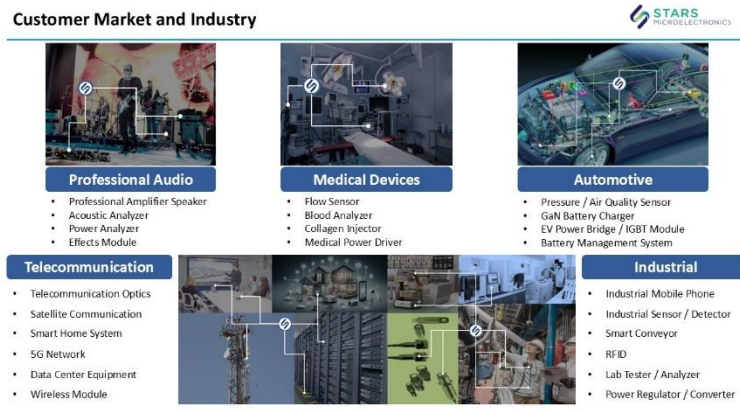 Customer Market and Industry
STARS
MICROELECTRONICS
Professional Audio
• Professional Amplifier Speaker
• Acoustic Analyzer
• Power Analyzer
• Effects Module
Medical Devices
• Flow Sensor
• Blood Analyzer
• Collagen Injector
• Medical Power Driver
Automotive
• Pressure / Air Quality Sensor
• GaN Battery Charger
• EV Power Bridge / IGBT Module
• Battery Management System
Telecommunication
• Telecommunication Optics
• Satellite Communication
• Smart Home System
• 5G Network
• Data Center Equipment
• Wireless Module
Industrial
• Industrial Mobile Phone
• Industrial Sensor / Detector
• Smart Conveyor
• RFID
• Lab Tester / Analyzer
• Power Regulator / Converter